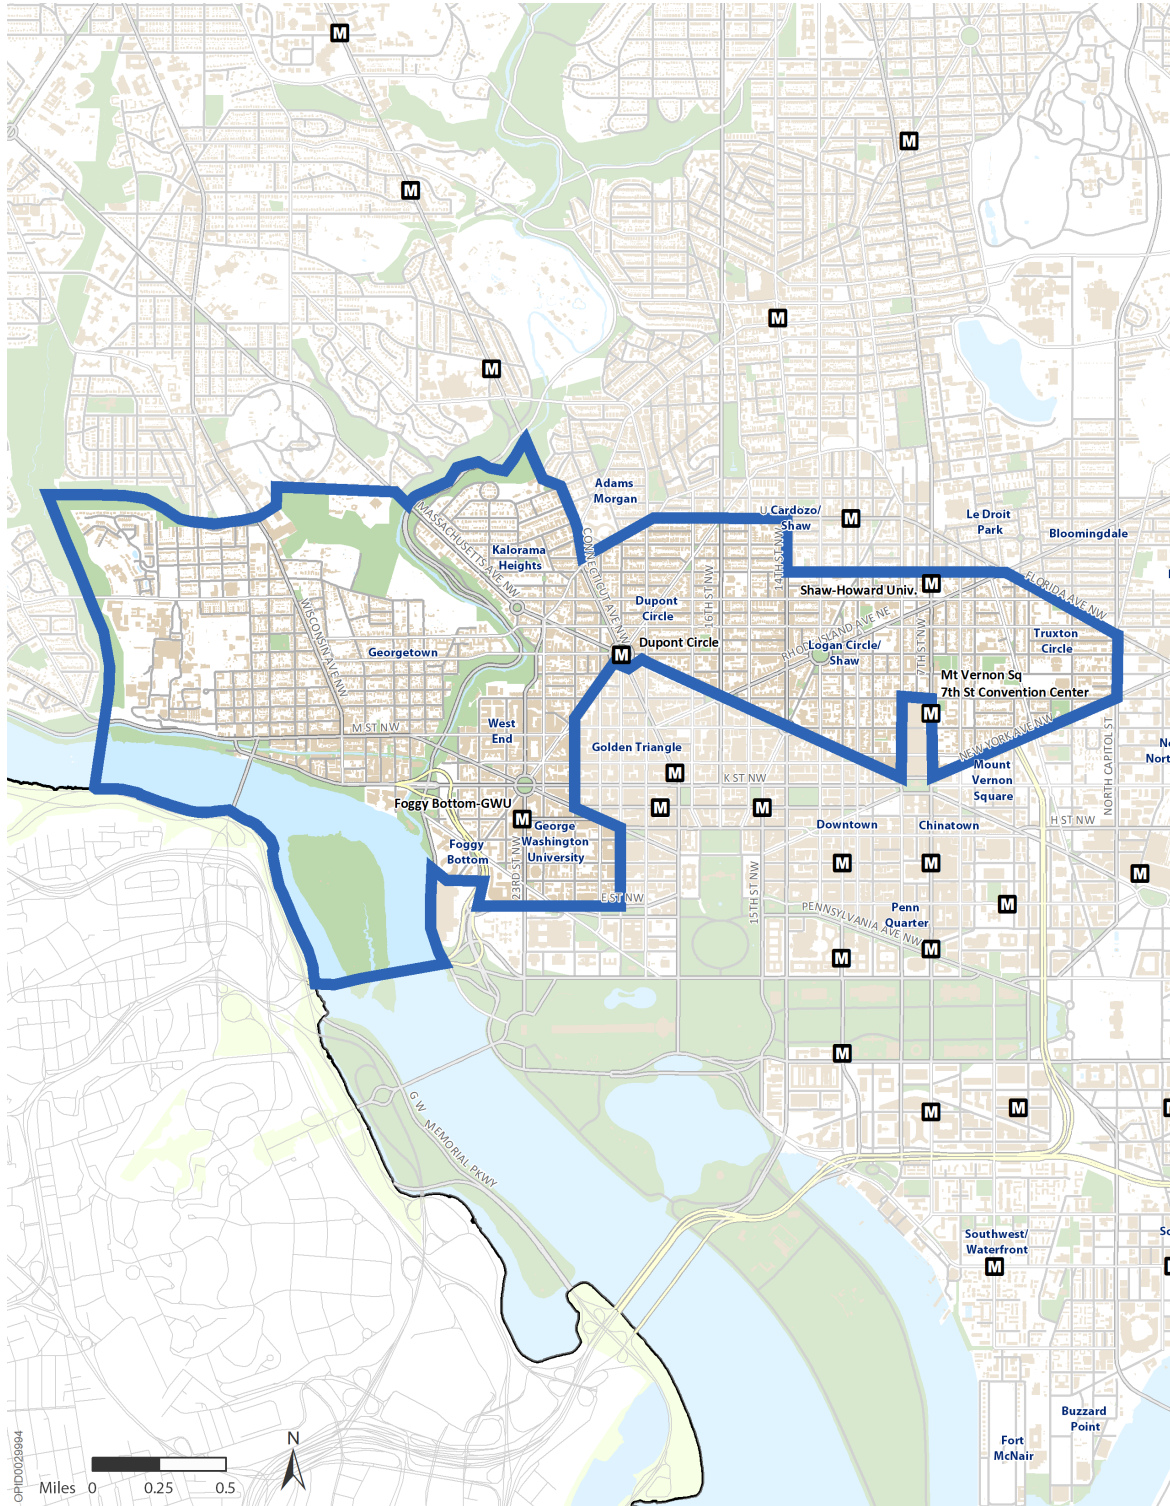 M
M
M
M
M
Adams
Morgan
U
Cardozo/
Shaw
M
Le Droit
Park
Bloomingdale
MASSACHUSETTS AVE NW
CONNECTICUT AVE NW
Kalorama
Heights
14TH ST NW
16TH ST NW
Shaw-Howard Univ.
M
FLORIDA AVE NW
WISCONSIN AVE NW
Dupont
Circle
RHODE ISLAND AVE NE
7TH ST NW
Truxton
Circle
Georgetown
M
Dupont Circle
Logan Circle/
Shaw
Mt Vernon Sq
7th St Convention Center
M
M ST NW
West
End
Golden Triangle
NEW YORK AVE NW
NORTH CAPITOL ST
No
Nort
M
K ST NW
Mount
Vernon
Square
Foggy Bottom-GWU
M
M
M
George
Washington
University
Downtown
Chinatown
H ST NW
Foggy
Bottom
23RD ST NW
15TH ST NW
M
M
M
E ST NW
PENNSYLVANIA AVE NW
Penn
Quarter
M
M
M
M
M
M
G W MEMORIAL PKWY
Southwest/
Waterfront
M
So
Buzzard
Point
Fort
McNair
OPID0029994
Miles 0 0.25 0.5
N